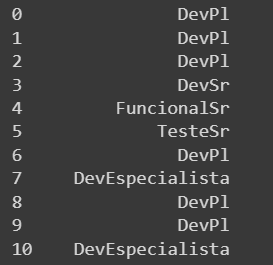 0 DevPl
1 DevPl
2 DevPl
3 DevSr
4 FuncionalSr
5 TesteSr
6 DevPl
7 DevEspecialista
8 DevPl
9 DevPl
10 DevEspecialista